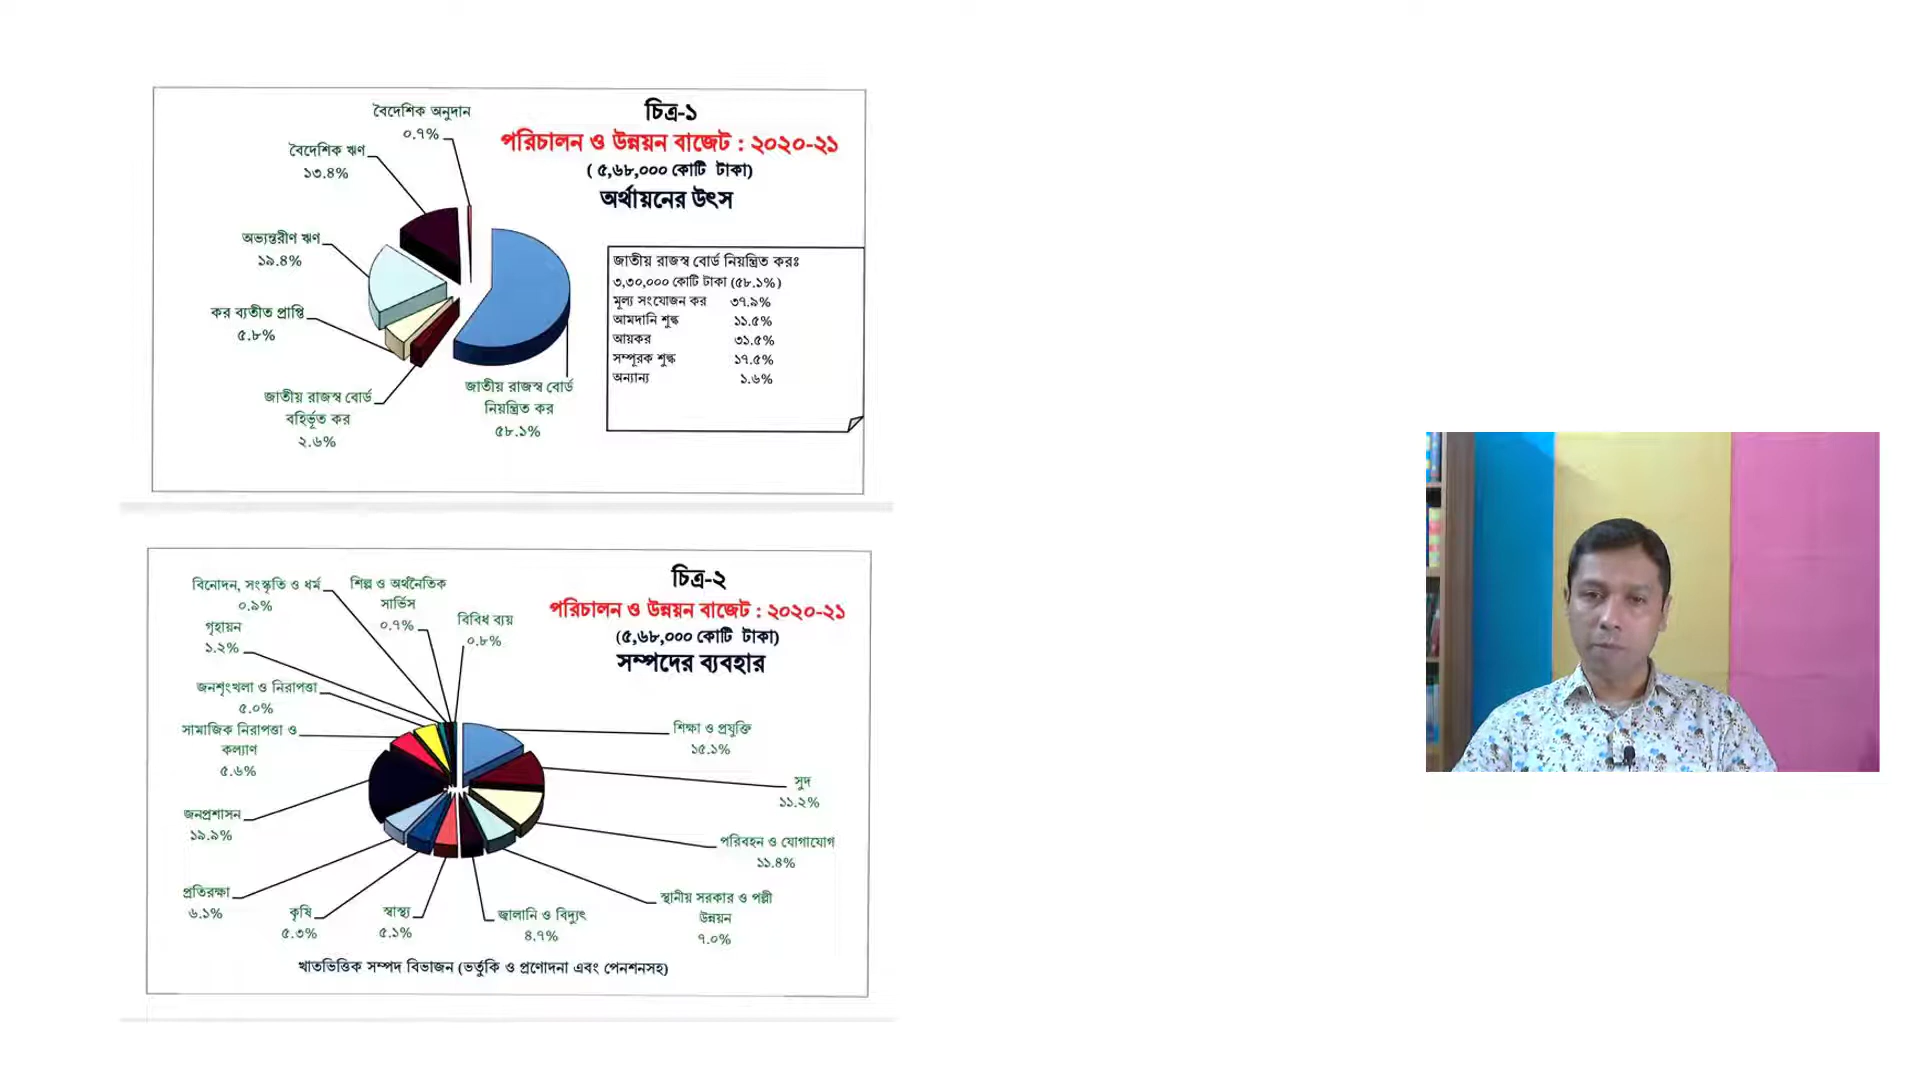 চিত্র-১
পরিচালন ও উন্নয়ন বাজেট : ২০২০-২১
( ৫,৬৮,০০০ কোটি টাকা)
অর্থায়নের উৎস
বৈদেশিক অনুদান
০.৭%
বৈদেশিক ঋণ
১৩.৪%
অভ্যন্তরীণ ঋণ
১৯.৪%
কর ব্যতীত প্রাপ্তি
৫.৮%
জাতীয় রাজস্ব বোর্ড
বহির্ভূত কর
২.৬%
জাতীয় রাজস্ব বোর্ড
নিয়ন্ত্রিত কর
৫৮.১%
জাতীয় রাজস্ব বোর্ড নিয়ন্ত্রিত করঃ
৩,৩০,০০০ কোটি টাকা (৫৮.১%)
মূল্য সংযোজন কর ৩৭.৯%
আমদানি শুল্ক ১১.৫%
আয়কর ৩১.৫%
সম্পূরক শুল্ক ১৭.৫%
অন্যান্য ১.৬%
চিত্র-২
পরিচালন ও উন্নয়ন বাজেট : ২০২০-২১
(৫,৬৮,০০০ কোটি টাকা)
সম্পদের ব্যবহার
বিনোদন, সংস্কৃতি ও ধর্ম
০.৯%
শিল্প ও অর্থনৈতিক
সার্ভিস
০.৭%
বিবিধ ব্যয়
০.৮%
গৃহায়ন
১.২%
জনশৃংখলা ও নিরাপত্তা
৫.০%
সামাজিক নিরাপত্তা ও
কল্যাণ
৫.৬%
জনপ্রশাসন
১৯.৯%
প্রতিরক্ষা
৬.১%
কৃষি
৫.৩%
স্বাস্থ্য
৫.১%
জ্বালানি ও বিদ্যুৎ
৪.৭%
শিক্ষা ও প্রযুক্তি
১৫.১%
সুদ
১১.২%
পরিবহন ও যোগাযোগ
১১.৪%
স্থানীয় সরকার ও পল্লী
উন্নয়ন
৭.০%
খাতভিত্তিক সম্পদ বিভাজন (ভর্তুকি ও প্রণোদনা এবং পেনশনসহ)